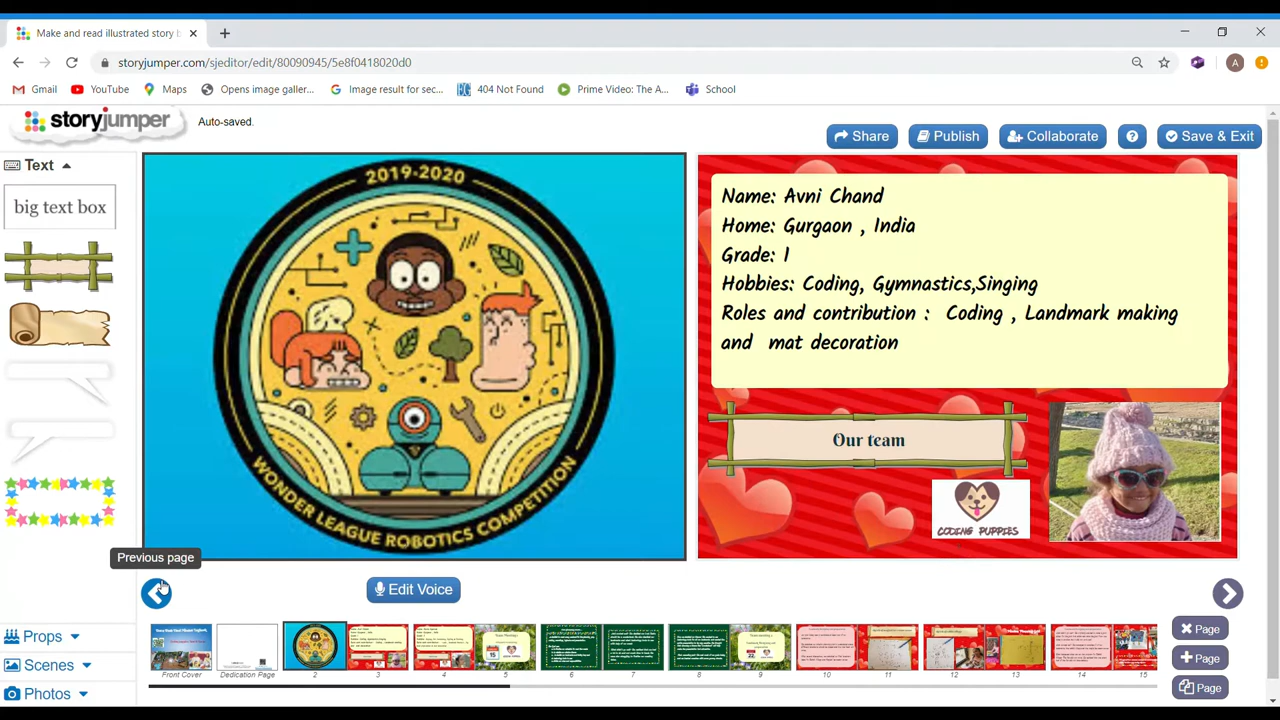 Make and read illustrated story b
storyjumper.com/sjeditor/edit/80090945/5e8f0418020d0
A
Gmail
YouTube
Maps
Opens image galler...
Image result for sec...
404 Not Found
Prime Video: The A...
School
storyjumper
Auto-saved.
Share
Publish
Collaborate
?
Save & Exit
Text
big text box
2019-2020
WONDER LEAGUE ROBOTICS COMPETITION
Name: Avni Chand
Home: Gurgaon , India
Grade: 1
Hobbies: Coding, Gymnastics,Singing
Roles and contribution : Coding , Landmark making
and mat decoration
Our team
CODING PUPPIES
Previous page
Edit Voice
Props
Scenes
Photos
Front Cover
Dedication Page
2
3
4
5
6
7
8
9
10
11
12
13
14
15
Page
Page
Page